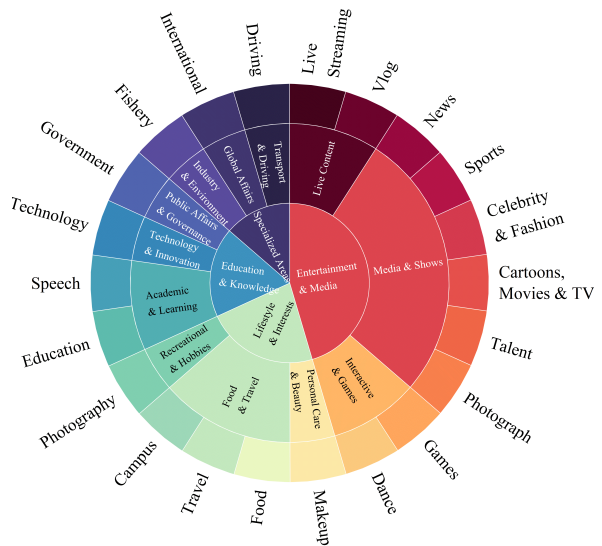 Live
Streaming
Vlog
News
Sports
Celebrity
& Fashion
Cartoons,
Movies & TV
Talent
Photograph
Games
Dance
Makeup
Food
Travel
Campus
Photography
Education
Speech
Technology
Government
Fishery
International
Driving
Live Content
Media & Shows
Interactive
& Games
Personal Care
& Beauty
Food
& Travel
Recreational
& Hobbies
Academic
& Learning
Technology
& Innovation
Public Affairs
& Governance
Industry
& Environment
Global Affairs
Transport
& Driving
Entertainment
& Media
Lifestyle
& Interests
Education
& Knowledge
Specialized Areas